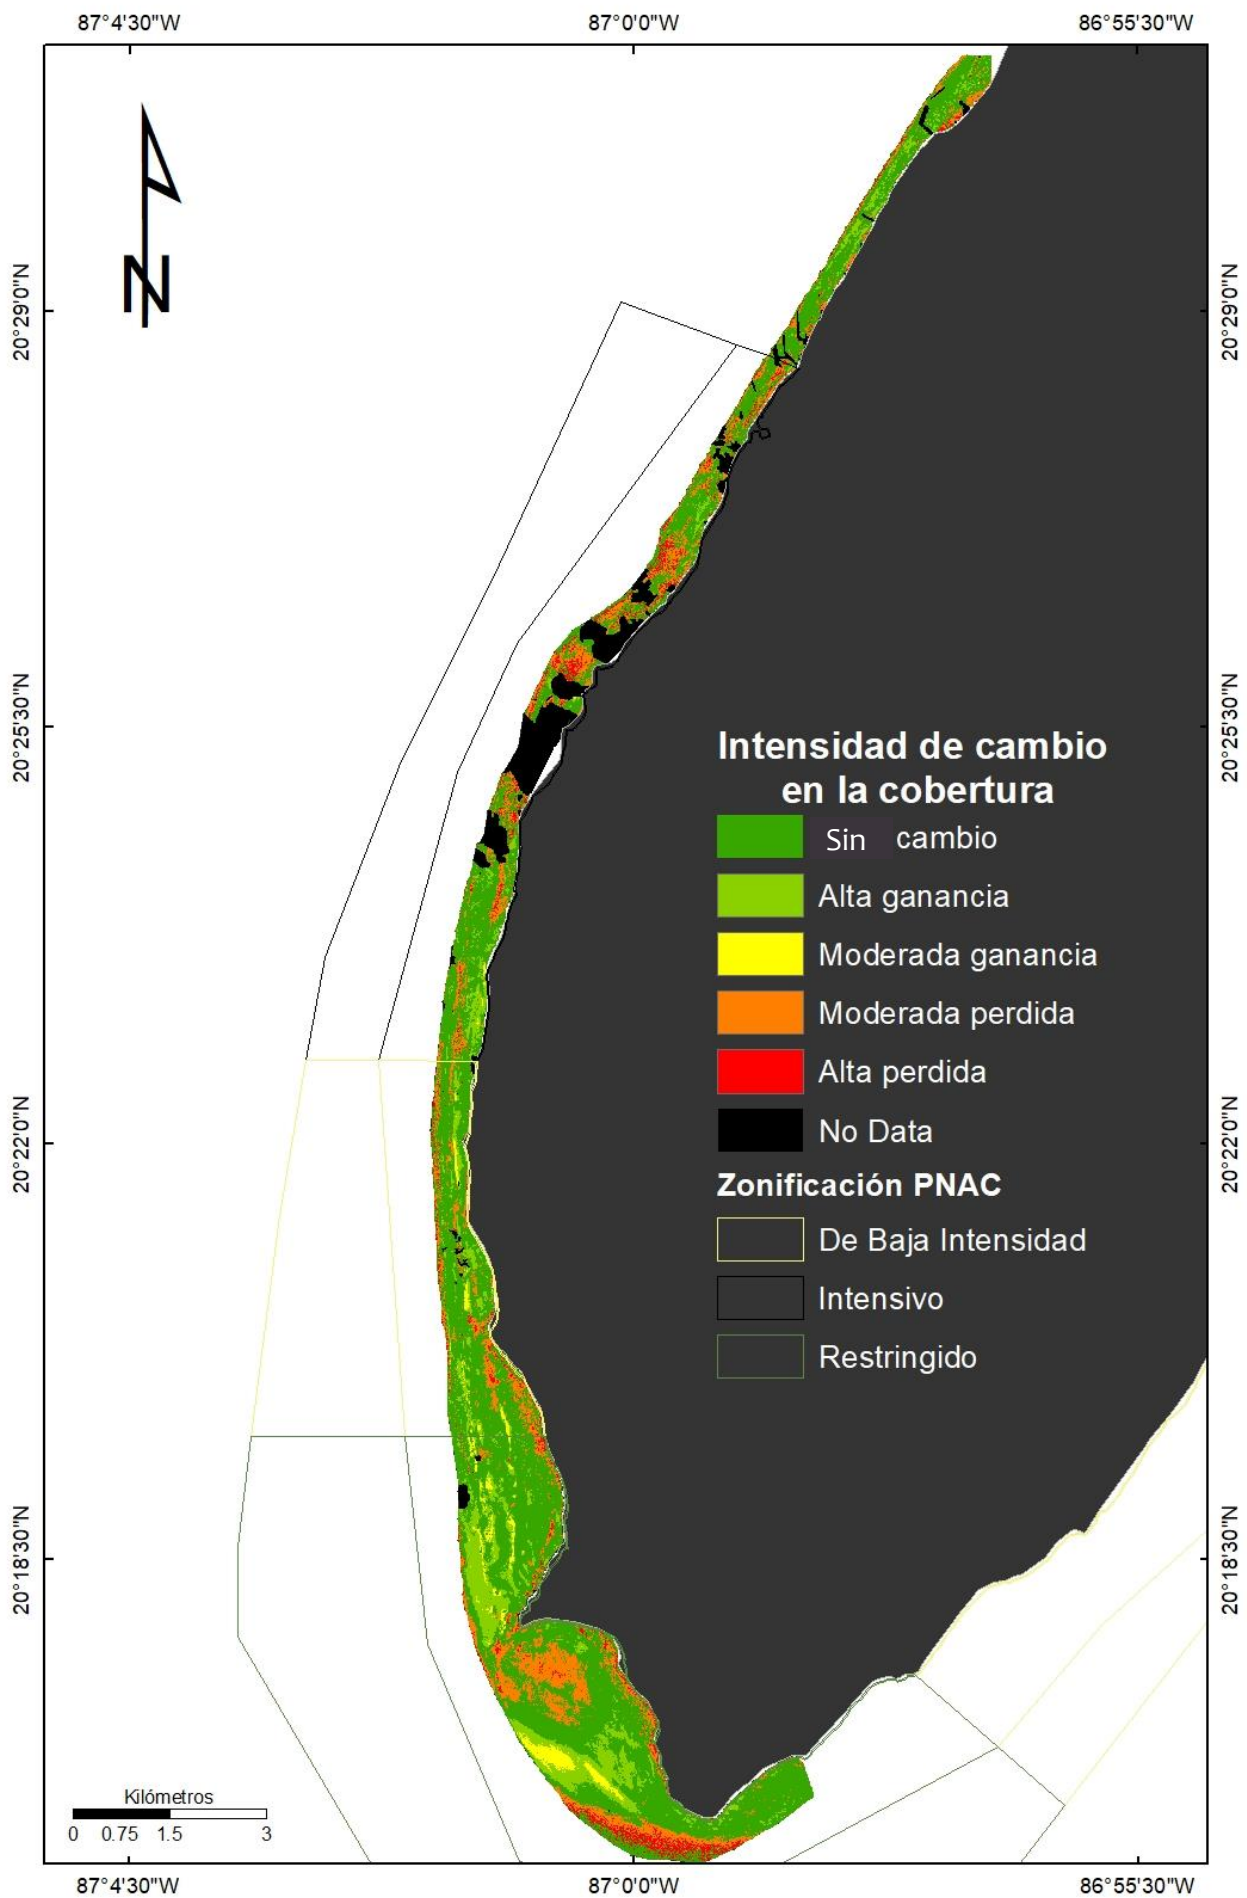 87°4'30"W 87°0'0"W 86°55'30"W
N
20°29'0"N 20°29'0"N
20°25'30"N 20°25'30"N
Intensidad de cambio
en la cobertura
Sin cambio
Alta ganancia
Moderada ganancia
Moderada perdida
Alta perdida
No Data
20°22'0"N 20°22'0"N
Zonificación PNAC
De Baja Intensidad
Intensivo
Restringido
20°18'30"N 20°18'30"N
Kilómetros
0 0.75 1.5 3
87°4'30"W 87°0'0"W 86°55'30"W